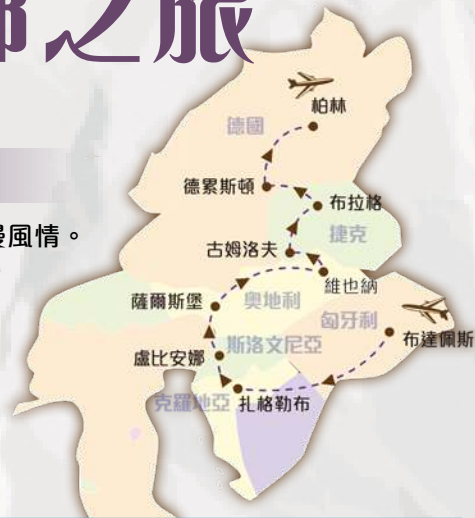 都之旅
漫風情。
柏林
德國
德累斯頓
布拉格
捷克
古姆洛夫
維也納
薩爾斯堡
奧地利
匈牙利
布達佩斯
斯洛文尼亞
盧比安娜
克羅地亞
扎格勒布